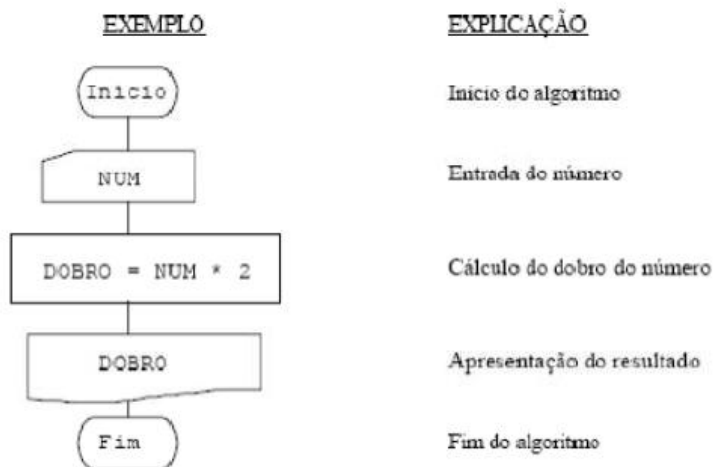 EXEMPLO EXPLICAÇÃO
Inicio Início do algoritmo
NUM Entrada do número
DOBRO = NUM * 2 Cálculo do dobro do número
DOBRO Apresentação do resultado
Fim Fim do algoritmo